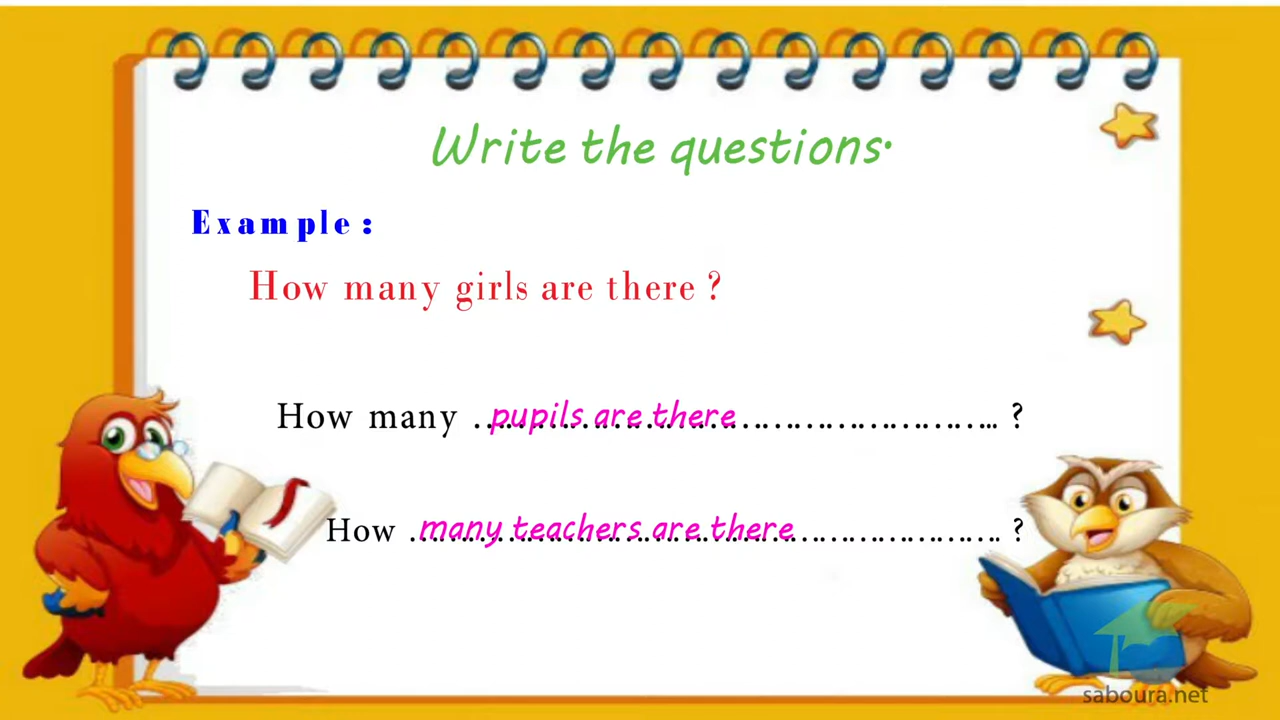 Write the questions.
Example :
How many girls are there ?
How many ...pupils are there................... ?
How ...many teachers are there................... ?
saboura.net